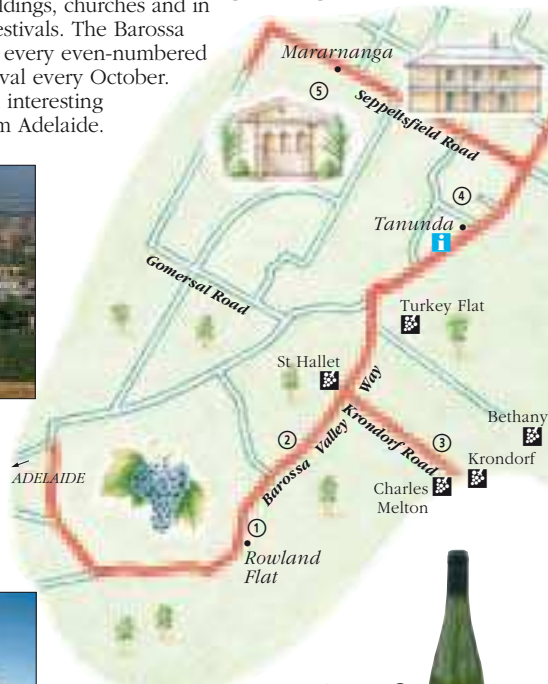 ldings, churches and in
estivals. The Barossa
every even-numbered
val every October.
interesting
m Adelaide.
Mararnanga
5
Seppeltsfield Road
4
Tanunda
i
Gomersal Road
Turkey Flat
St Hallet
Barossa Valley Way
2
Krondorf Road
3
Bethany
Krondorf
Charles
Melton
ADELAIDE
1
Rowland
Flat